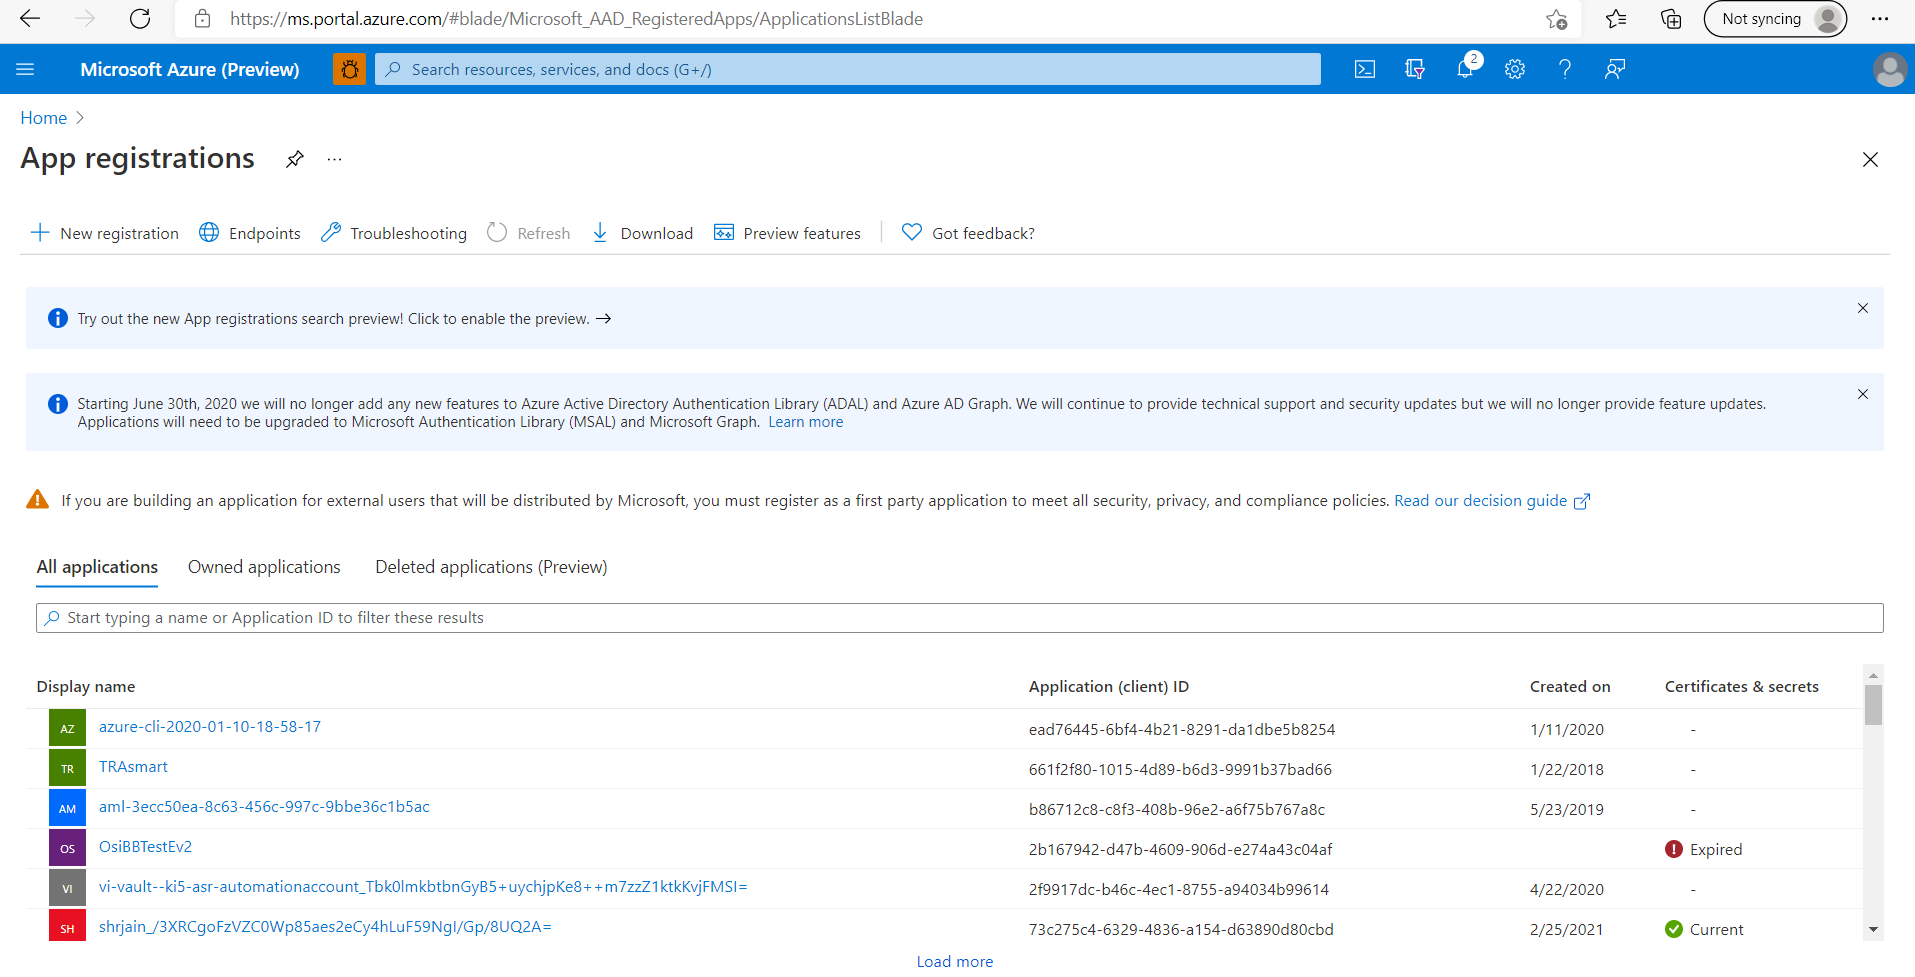 https://ms.portal.azure.com/#blade/Microsoft_AAD_RegisteredApps/ApplicationsListBlade
Not syncing
Microsoft Azure (Preview)
Search resources, services, and docs (G+/)
2
Home
App registrations
New registration
Endpoints
Troubleshooting
Refresh
Download
Preview features
Got feedback?
Try out the new App registrations search preview! Click to enable the preview.
Starting June 30th, 2020 we will no longer add any new features to Azure Active Directory Authentication Library (ADAL) and Azure AD Graph. We will continue to provide technical support and security updates but we will no longer provide feature updates.
Applications will need to be upgraded to Microsoft Authentication Library (MSAL) and Microsoft Graph. Learn more
If you are building an application for external users that will be distributed by Microsoft, you must register as a first party application to meet all security, privacy, and compliance policies. Read our decision guide
All applications Owned applications Deleted applications (Preview)
Start typing a name or Application ID to filter these results
Display name Application (client) ID Created on Certificates & secrets
AZ azure-cli-2020-01-10-18-58-17 ead76445-6bf4-4b21-8291-da1dbe5b8254 1/11/2020 -
TR TRAsmart 661f2f80-1015-4d89-b6d3-9991b37bad66 1/22/2018 -
AM aml-3ecc50ea-8c63-456c-997c-9bbe36c1b5ac b86712c8-c8f3-408b-96e2-a6f75b767a8c 5/23/2019 -
OS OsiBBTestEv2 2b167942-d47b-4609-906d-e274a43c04af Expired
VI vi-vault--ki5-asr-automationaccount_Tbk0lmkbtbnGyB5+uychjpKe8++m7zzZ1ktkKvjFMSI= 2f9917dc-b46c-4ec1-8755-a94034b99614 4/22/2020 -
SH shrjain_/3XRCgoFzVZC0Wp85aes2eCy4hLuF59NgI/Gp/8UQ2A= 73c275c4-6329-4836-a154-d63890d80cbd 2/25/2021 Current
Load more